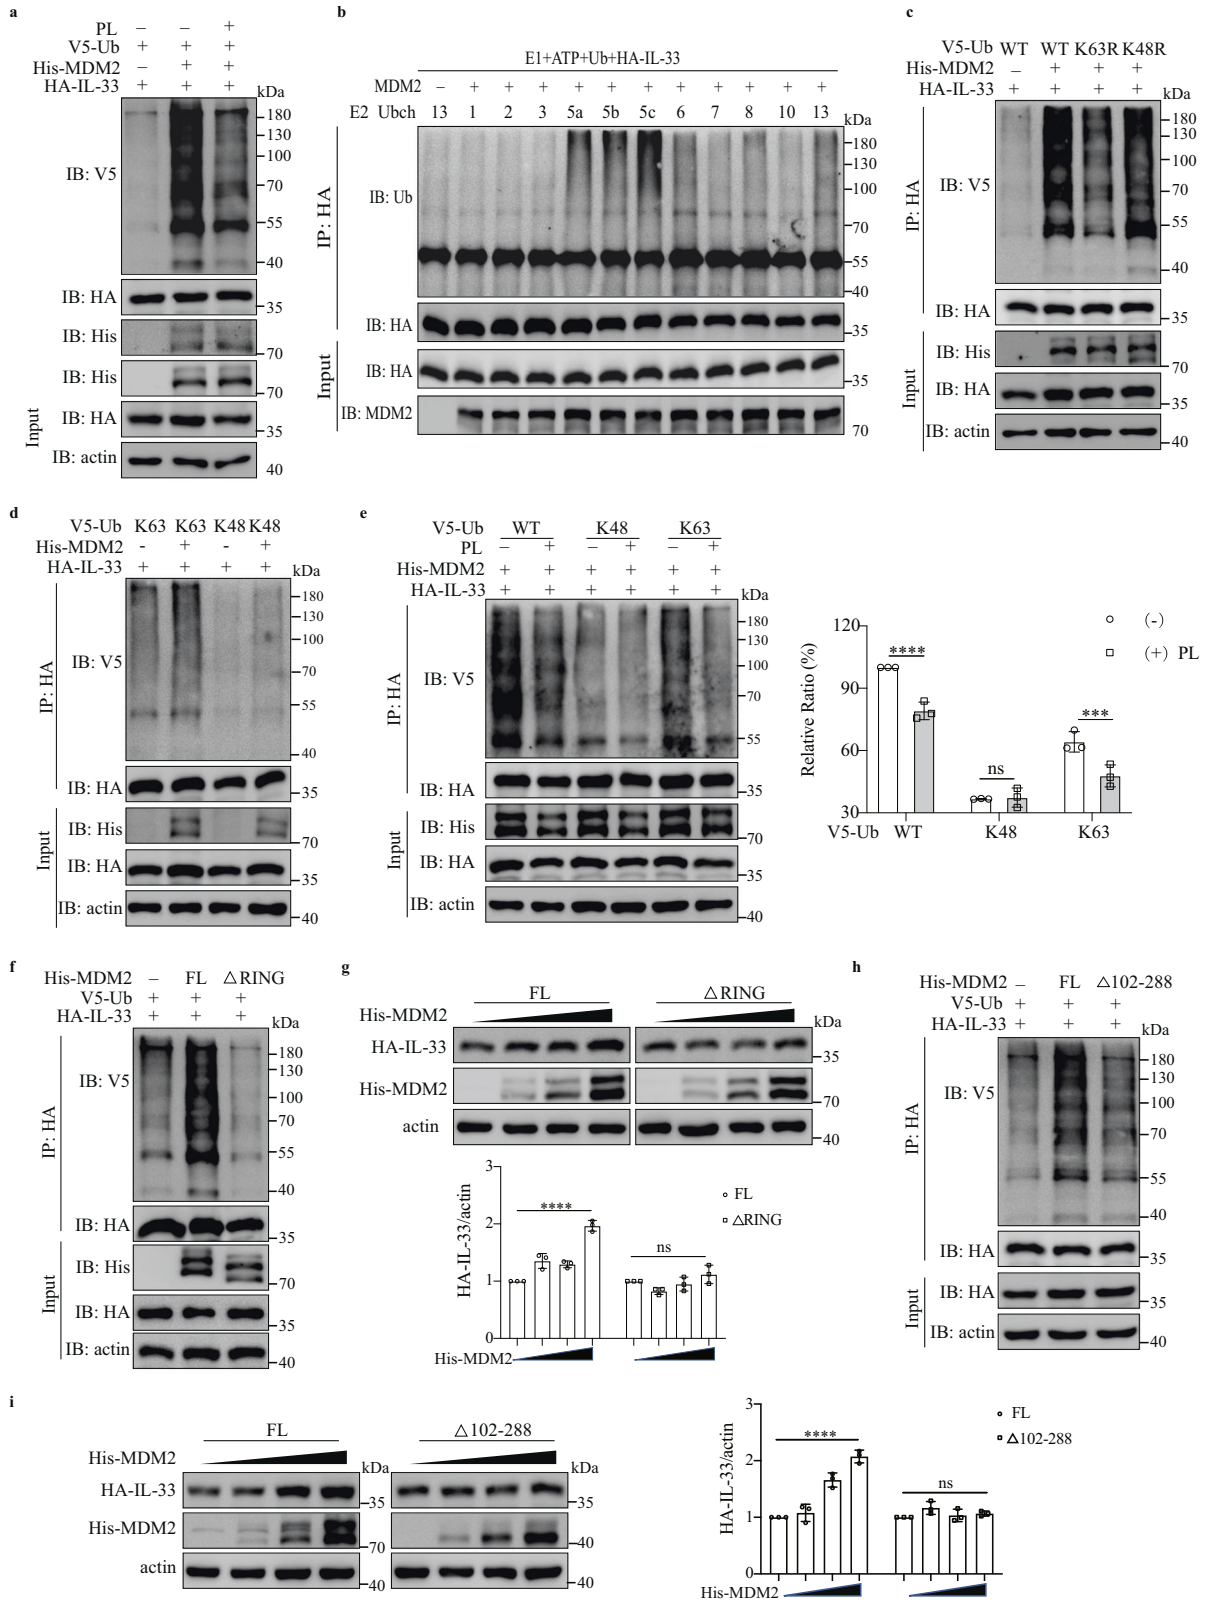 a
PL – – +
V5-Ub + + +
His-MDM2 – + +
HA-IL-33 + + +
kDa
IB: V5
180
130
100
70
55
40
IB: HA
35
IB: His
70
Input
IB: His
70
IB: HA
35
IB: actin
40
b
E1+ATP+Ub+HA-IL-33
MDM2 – + + + + + + + + + + +
E2 Ubch 13 1 2 3 5a 5b 5c 6 7 8 10 13
kDa
IP: HA
IB: Ub
180
130
100
70
55
40
IB: HA
35
Input
IB: HA
35
IB: MDM2
70
c
V5-Ub WT WT K63R K48R
His-MDM2 – + + +
HA-IL-33 + + + +
kDa
IP: HA
IB: V5
180
130
100
70
55
40
IB: HA
35
Input
IB: His
70
IB: HA
35
IB: actin
40
d
V5-Ub K63 K63 K48 K48
His-MDM2 - + - +
HA-IL-33 + + + +
kDa
IP: HA
IB: V5
180
130
100
70
55
40
IB: HA
35
Input
IB: His
70
IB: HA
35
IB: actin
40
e
V5-Ub WT K48 K63
PL – + – + – +
His-MDM2 + + + + + +
HA-IL-33 + + + + + +
kDa
IP: HA
IB: V5
180
130
100
70
55
IB: HA
35
Input
IB: His
70
IB: HA
35
IB: actin
40
Relative Ratio (%)
120
90
60
30
(-)
(+) PL
****
ns
***
V5-Ub WT K48 K63
f
His-MDM2 – FL △RING
V5-Ub + + +
HA-IL-33 + + +
kDa
IP: HA
IB: V5
180
130
100
70
55
40
IB: HA
35
Input
IB: His
70
IB: HA
35
IB: actin
40
g
FL △RING
His-MDM2
kDa
HA-IL-33
35
His-MDM2
70
actin
40
HA-IL-33/actin
3
2
1
0
****
ns
FL
△RING
His-MDM2
h
His-MDM2 – FL △102-288
V5-Ub + + +
HA-IL-33 + + +
kDa
IP: HA
IB: V5
180
130
100
70
55
40
IB: HA
35
Input
IB: HA
35
IB: actin
40
i
FL △102-288
His-MDM2
kDa kDa
HA-IL-33
35 35
His-MDM2
70 40
actin
40 40
HA-IL-33/actin
3
2
1
0
****
ns
FL
△102-288
His-MDM2